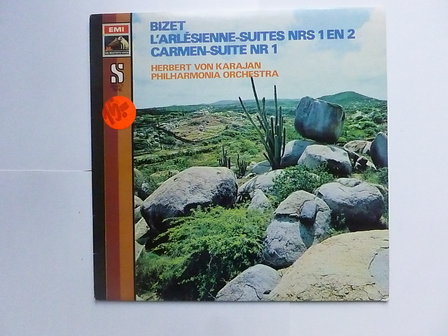 EMI
S
BIZET
L'ARLÉSIENNE-SUITES NRS 1 EN 2
CARMEN-SUITE NR 1
HERBERT VON KARAJAN
PHILHARMONIA ORCHESTRA